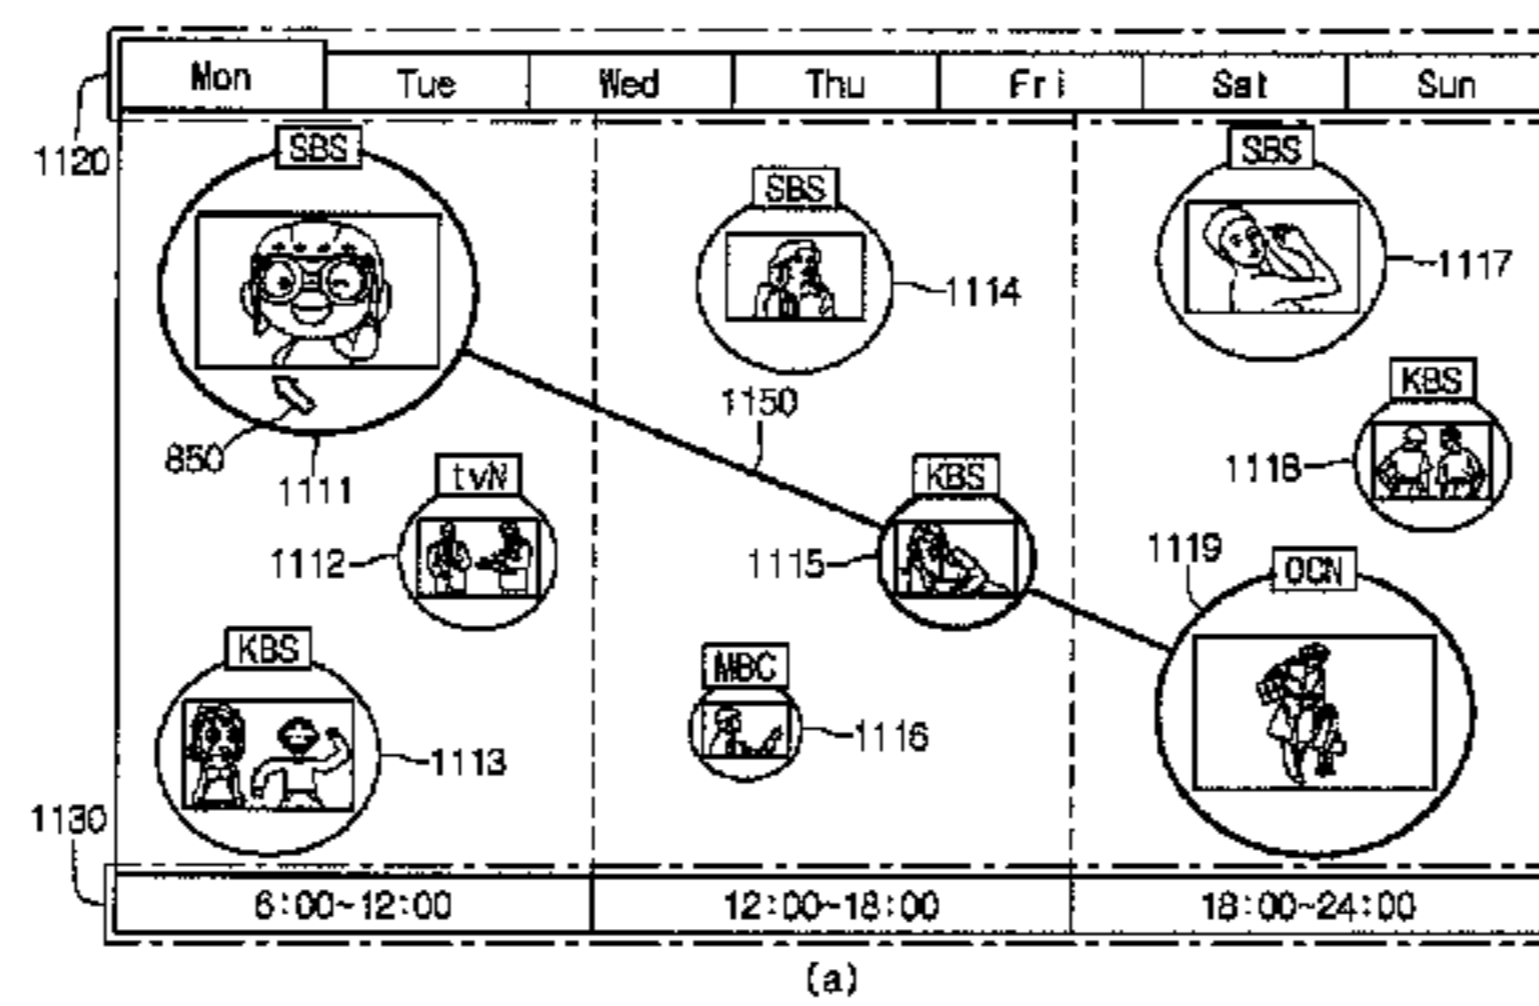 Mon Tue Wed Thu Fri Sat Sun
1120
SBS
SBS
SBS
1114
1117
1150
KBS
850
1111
tvN
KBS
1118
1112
1115
1119
OCN
KBS
MBC
1116
1113
1130
6:00~12:00 12:00~18:00 18:00~24:00
(a)